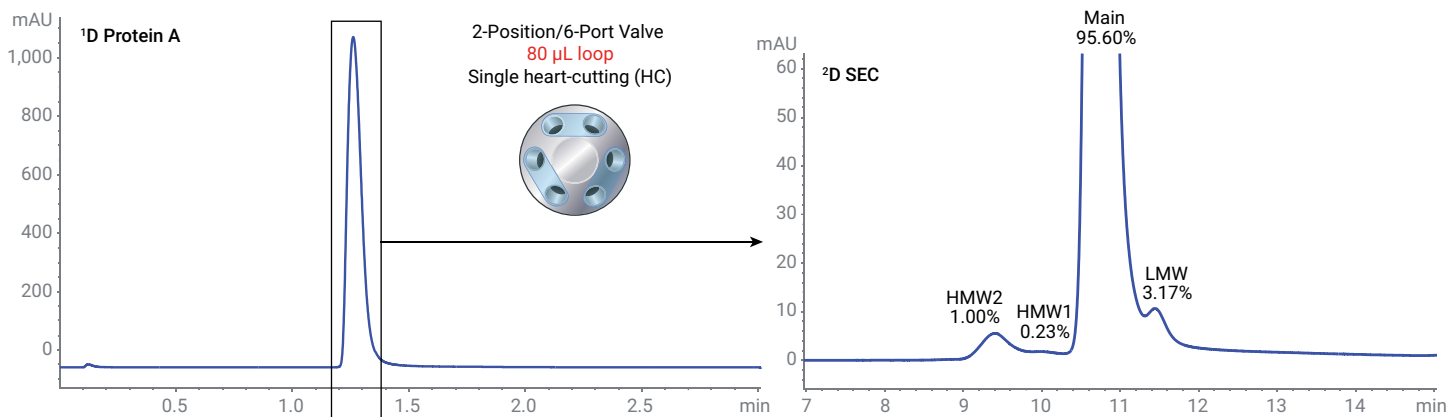 mAU
¹D Protein A
1,000
800
600
400
200
0
0.5
1.0
1.5
2.0
2.5
min
2-Position/6-Port Valve
80 µL loop
Single heart-cutting (HC)
mAU
²D SEC
60
50
40
30
20
10
0
Main
95.60%
HMW2
1.00%
HMW1
0.23%
LMW
3.17%
7
8
9
10
11
12
13
14
min